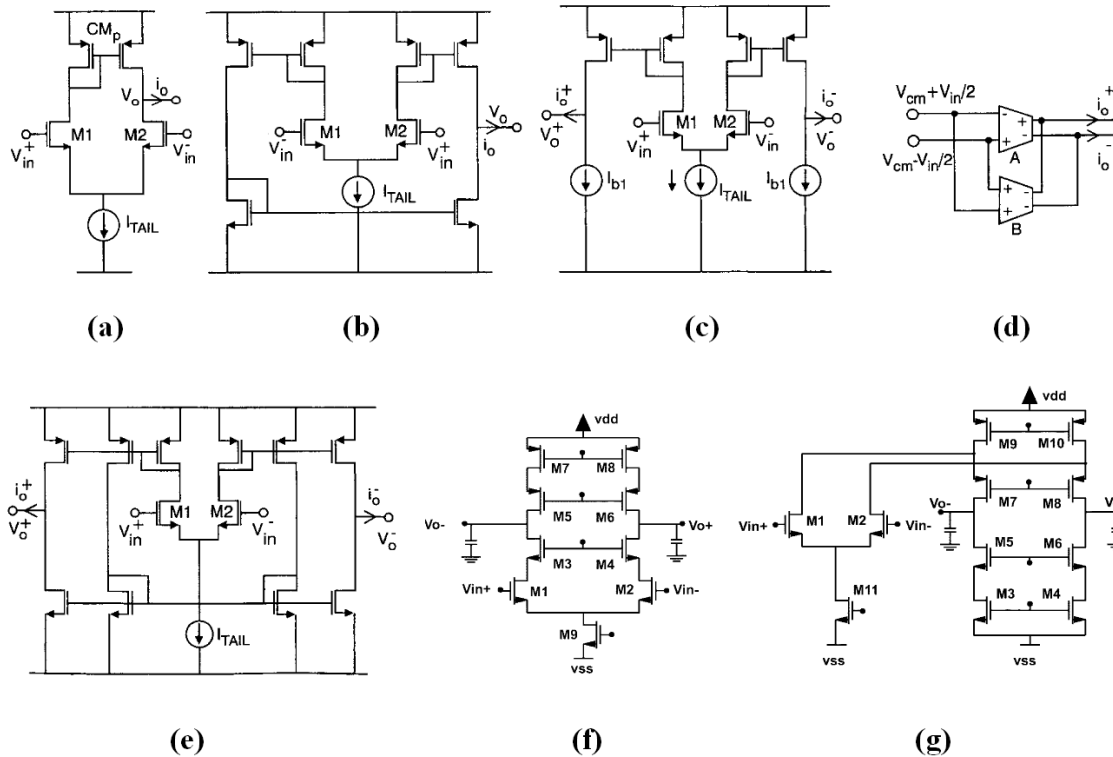 CMp
Vo
io
M1
M2
Vin+
Vin-
ITAIL
(a)
M1
M2
Vin-
Vin+
Vo
io
ITAIL
(b)
io+
Vo+
M1
M2
Vin+
Vin-
io-
Vo-
Ib1
ITAIL
Ib1
(c)
Vcm+Vin/2
Vcm-Vin/2
- +
+ -
A
+ -
+ -
B
io+
io-
(d)
io+
Vo+
M1
M2
Vin+
Vin-
io-
Vo-
ITAIL
(e)
vdd
M7
M8
M5
M6
Vo-
Vo+
M3
M4
Vin+
M1
M2
Vin-
M9
vss
(f)
vdd
M9
M10
M7
M8
Vo-
V
M1
M2
Vin+
Vin-
M5
M6
M3
M4
M11
vss
vss
(g)